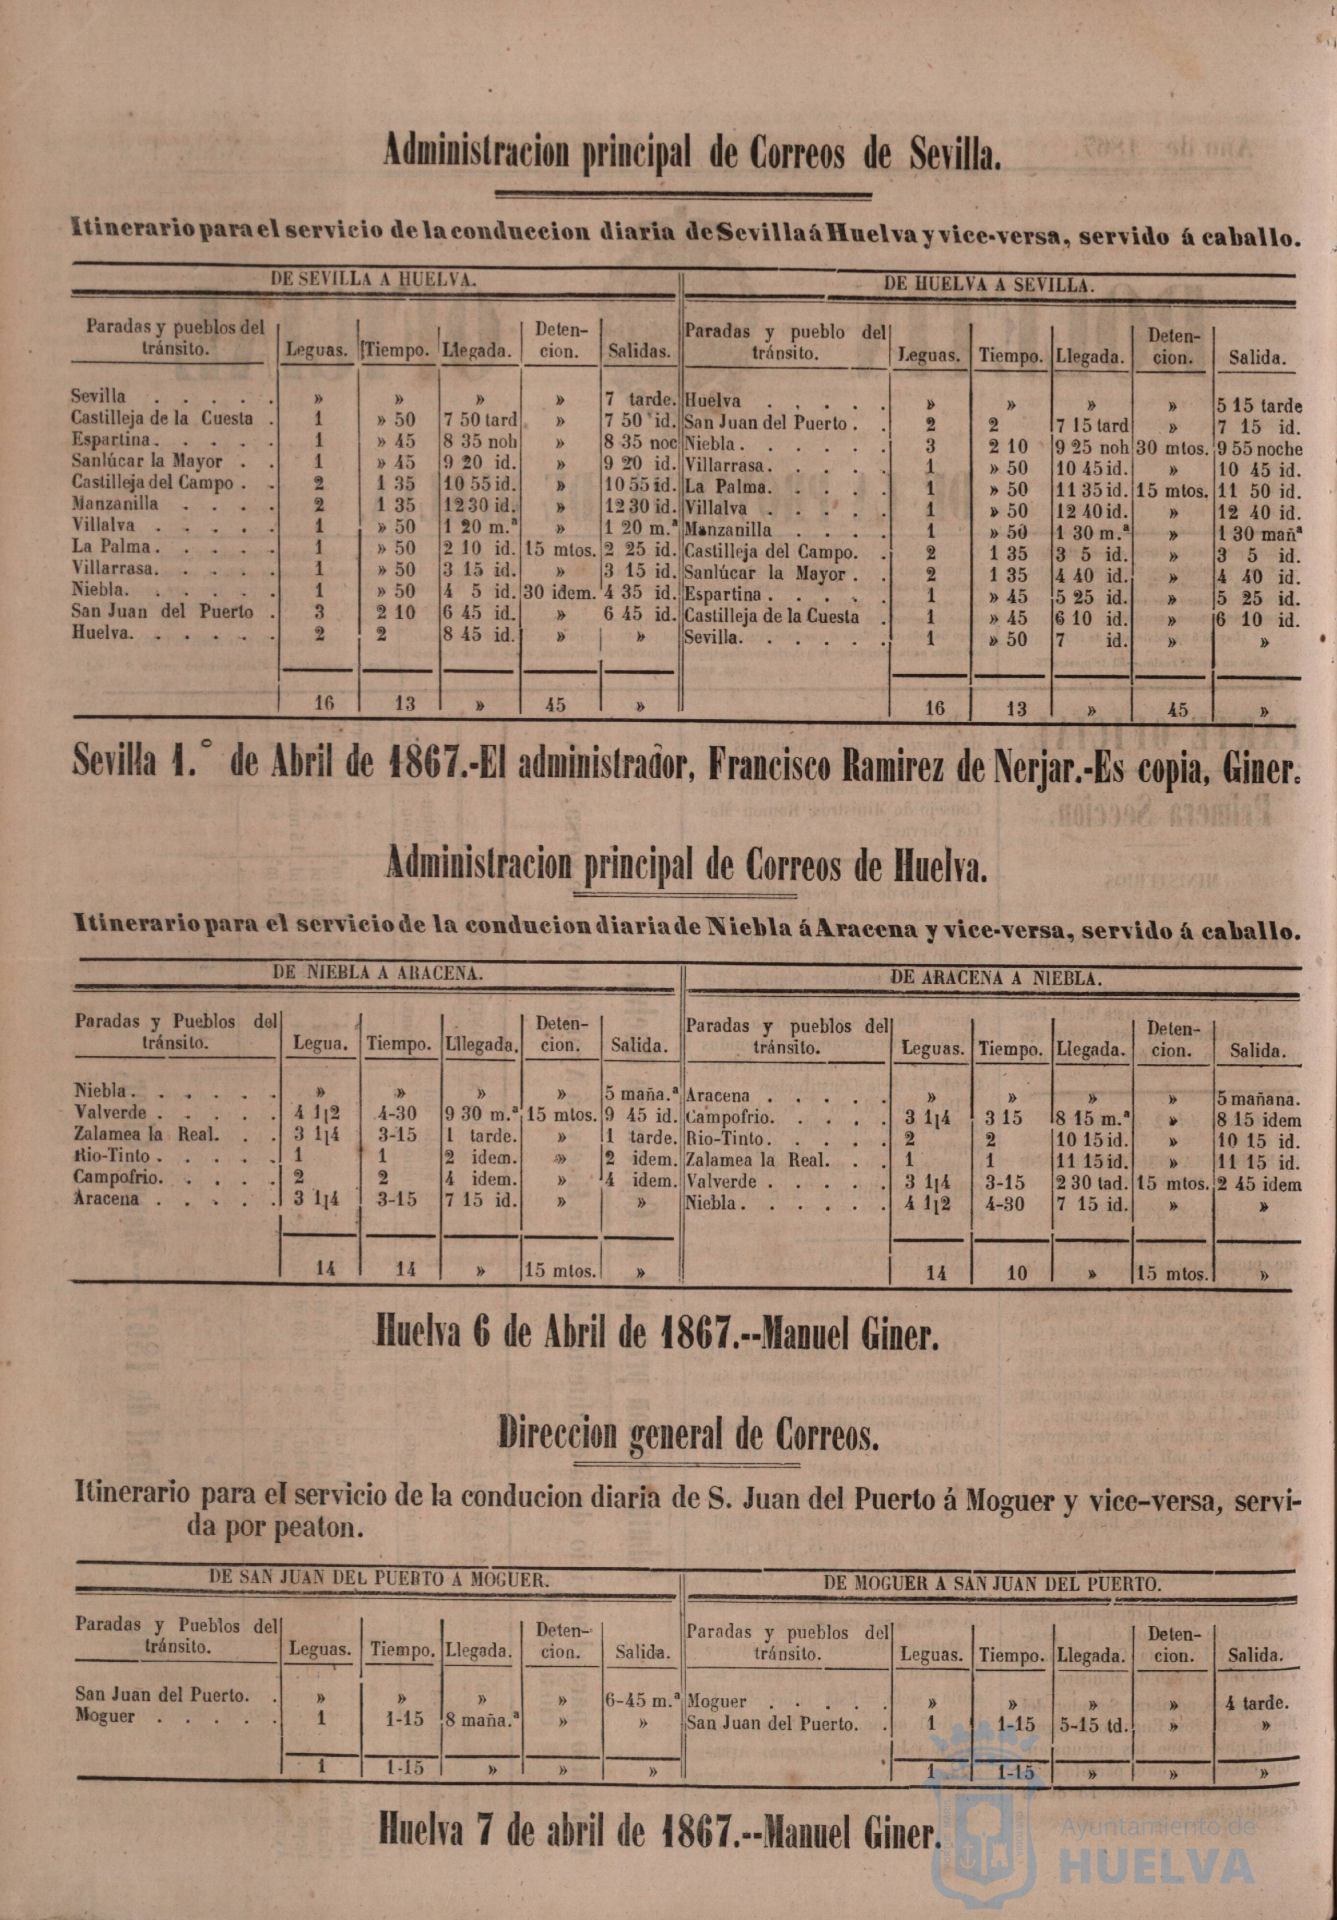 Administracion principal de Correos de Sevilla.
Itinerario para el servicio de la conduccion diaria de Sevilla á Huelva y vice-versa, servido á caballo.
DE SEVILLA A HUELVA.
Paradas y pueblos del tránsito. Leguas. Tiempo. Llegada. Deten-cion. Salidas.
Sevilla . . . . . » » » » 7 tarde.
Castilleja de la Cuesta . 1 » 50 7 50 tard » 7 50 id.
Espartina. . . . . 1 » 45 8 35 noh » 8 35 noc
Sanlúcar la Mayor . . 1 » 45 9 20 id. » 9 20 id.
Castilleja del Campo . . 2 1 35 10 55 id. » 10 55 id.
Manzanilla . . . . 2 1 35 12 30 id. » 12 30 id.
Villalva . . . . . 1 » 50 1 20 m.ª » 1 20 m.ª
La Palma. . . . . 1 » 50 2 10 id. 15 mtos. 2 25 id.
Villarrasa. . . . . 1 » 50 3 15 id. » 3 15 id.
Niebla. . . . . . 1 » 50 4 5 id. 30 idem. 4 35 id.
San Juan del Puerto . 3 2 10 6 45 id. » 6 45 id.
Huelva. . . . . . 2 2 8 45 id. » »
16 13 » 45 »
DE HUELVA A SEVILLA.
Paradas y pueblo del tránsito. Leguas. Tiempo. Llegada. Deten-cion. Salida.
Huelva . . . . . » » » » 5 15 tarde
San Juan del Puerto . . 2 2 7 15 tard » 7 15 id.
Niebla. . . . . . 3 2 10 9 25 noh 30 mtos. 9 55 noche
Villarrasa. . . . . 1 » 50 10 45 id. » 10 45 id.
La Palma. . . . . 1 » 50 11 35 id. 15 mtos. 11 50 id.
Villalva . . . . . 1 » 50 12 40 id. » 12 40 id.
Manzanilla . . . . 1 » 50 1 30 m.ª » 1 30 mañª
Castilleja del Campo. . 2 1 35 3 5 id. » 3 5 id.
Sanlúcar la Mayor . . 2 1 35 4 40 id. » 4 40 id.
Espartina . . . . . 1 » 45 5 25 id. » 5 25 id.
Castilleja de la Cuesta . 1 » 45 6 10 id. » 6 10 id.
Sevilla. . . . . . 1 » 50 7 id. » »
16 13 » 45 »
Sevilla 1.º de Abril de 1867.-El administrador, Francisco Ramirez de Nerjar.-Es copia, Giner.
Administracion principal de Correos de Huelva.
Itinerario para el servicio de la conducion diaria de Niebla á Aracena y vice-versa, servido á caballo.
DE NIEBLA A ARACENA.
Paradas y Pueblos del tránsito. Legua. Tiempo. Lllegada. Deten-cion. Salida.
Niebla. . . . . . » » » » 5 maña.ª
Valverde . . . . . 4 1¡2 4-30 9 30 m.ª 15 mtos. 9 45 id.
Zalamea la Real. . . 3 1¡4 3-15 1 tarde. » 1 tarde.
Rio-Tinto . . . . . 1 1 2 idem. » 2 idem.
Campofrio. . . . . 2 2 4 idem. » 4 idem.
Aracena . . . . . 3 1¡4 3-15 7 15 id. » »
14 14 » 15 mtos. »
DE ARACENA A NIEBLA.
Paradas y pueblos del tránsito. Leguas. Tiempo. Llegada. Deten-cion. Salida.
Aracena . . . . . » » » » 5 mañana.
Campofrio. . . . . 3 1¡4 3 15 8 15 m.ª » 8 15 idem
Rio-Tinto. . . . . 2 2 10 15 id. » 10 15 id.
Zalamea la Real. . . 1 1 11 15 id. » 11 15 id.
Valverde . . . . . 3 1¡4 3-15 2 30 tad. 15 mtos. 2 45 idem
Niebla. . . . . . 4 1¡2 4-30 7 15 id. » »
14 10 » 15 mtos. »
Huelva 6 de Abril de 1867.--Manuel Giner.
Direccion general de Correos.
Itinerario para el servicio de la conducion diaria de S. Juan del Puerto á Moguer y vice-versa, servi-
da por peaton.
DE SAN JUAN DEL PUERTO A MOGUER.
Paradas y Pueblos del tránsito. Leguas. Tiempo. Llegada. Deten-cion. Salida.
San Juan del Puerto. . » » » » 6-45 m.ª
Moguer . . . . . 1 1-15 8 maña.ª » »
1 1-15 » » »
DE MOGUER A SAN JUAN DEL PUERTO.
Paradas y pueblos del tránsito. Leguas. Tiempo. Llegada. Deten-cion. Salida.
Moguer . . . . . » » » » 4 tarde.
San Juan del Puerto. . 1 1-15 5-15 td. » »
1 1-15 » » »
Huelva 7 de abril de 1867.--Manuel Giner.
Ayuntamiento de
HUELVA